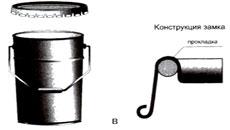 Конструкция замка
прокладка
В